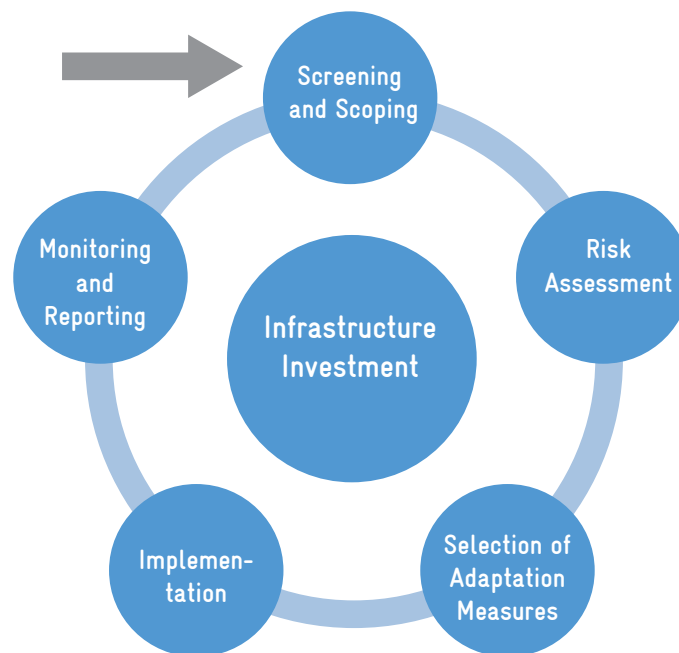 Screening
and Scoping
Risk
Assessment
Selection of
Adaptation
Measures
Implemen-
tation
Monitoring
and
Reporting
Infrastructure
Investment